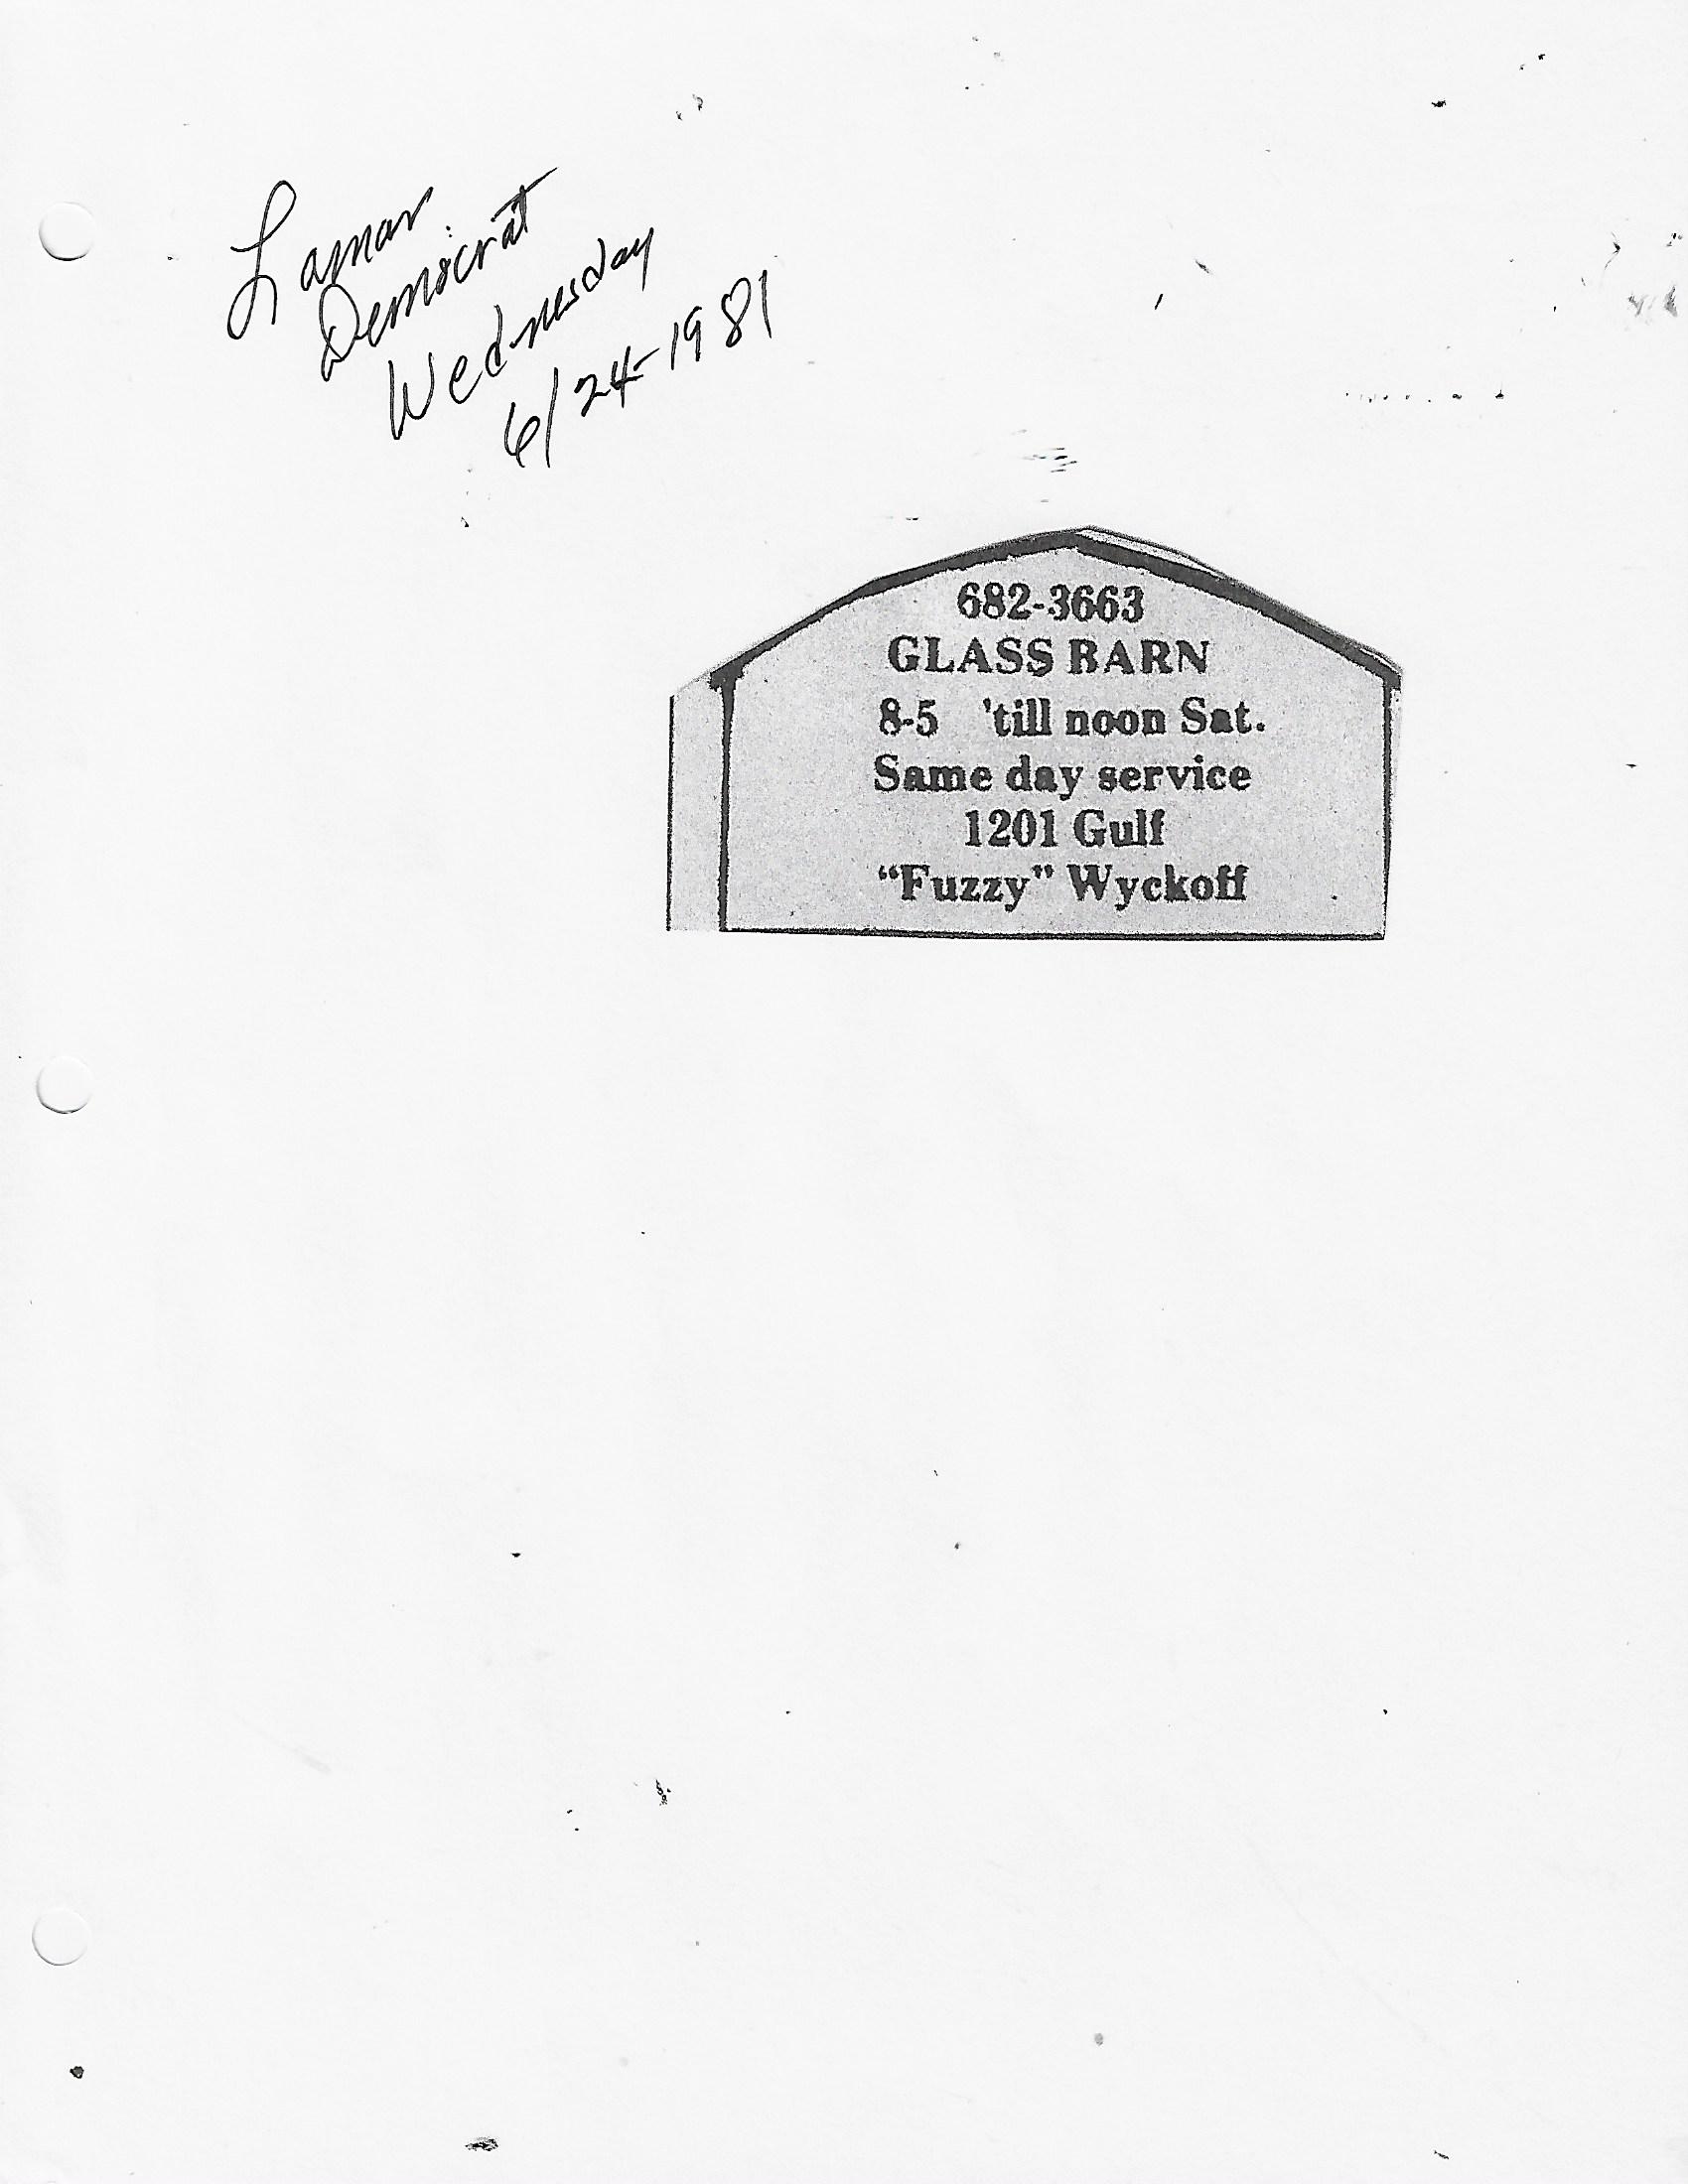 Lamar
Democrat
Wednesday
6/24-1981
682-3663
GLASS BARN
8-5 'till noon Sat.
Same day service
1201 Gulf
“Fuzzy” Wyckoff